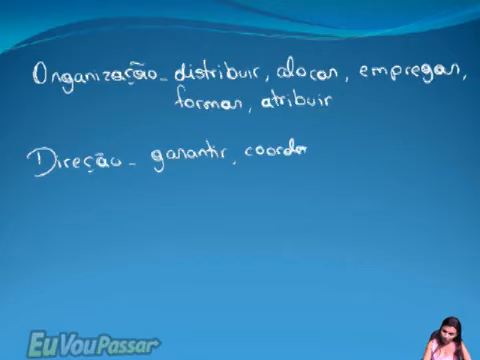 Organização - distribuir, alocar, empregar,
formar, atribuir
Direção - garantir, coorde
EuVouPassar